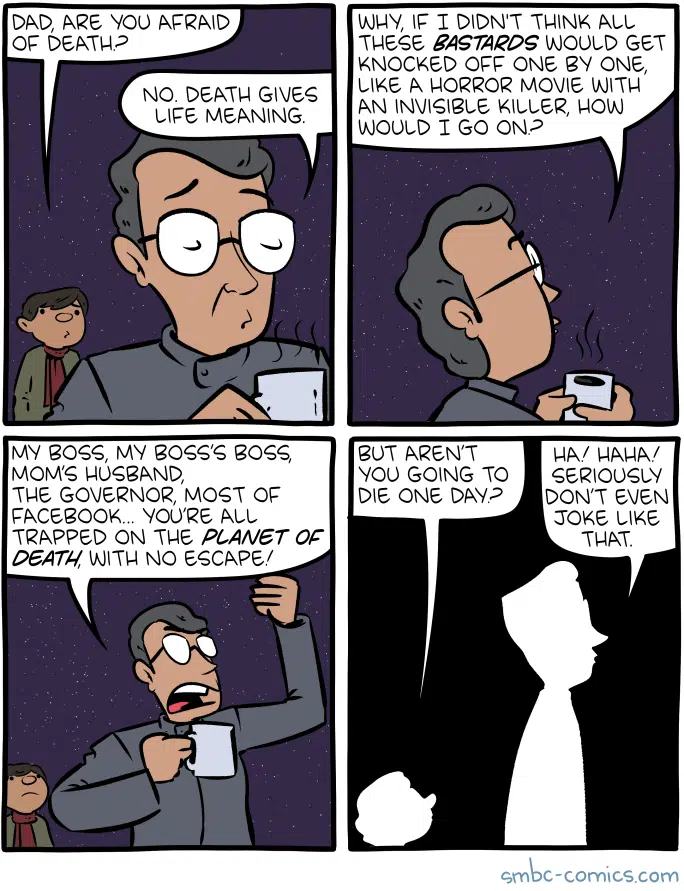 DAD, ARE YOU AFRAID
OF DEATH?
NO. DEATH GIVES
LIFE MEANING.
WHY, IF I DIDN'T THINK ALL
THESE BASTARDS WOULD GET
KNOCKED OFF ONE BY ONE,
LIKE A HORROR MOVIE WITH
AN INVISIBLE KILLER, HOW
WOULD I GO ON?
MY BOSS, MY BOSS'S BOSS,
MOM'S HUSBAND,
THE GOVERNOR, MOST OF
FACEBOOK... YOU'RE ALL
TRAPPED ON THE PLANET OF
DEATH, WITH NO ESCAPE!
BUT AREN'T
YOU GOING TO
DIE ONE DAY?
HA! HAHA!
SERIOUSLY
DON'T EVEN
JOKE LIKE
THAT.
smbc-comics.com